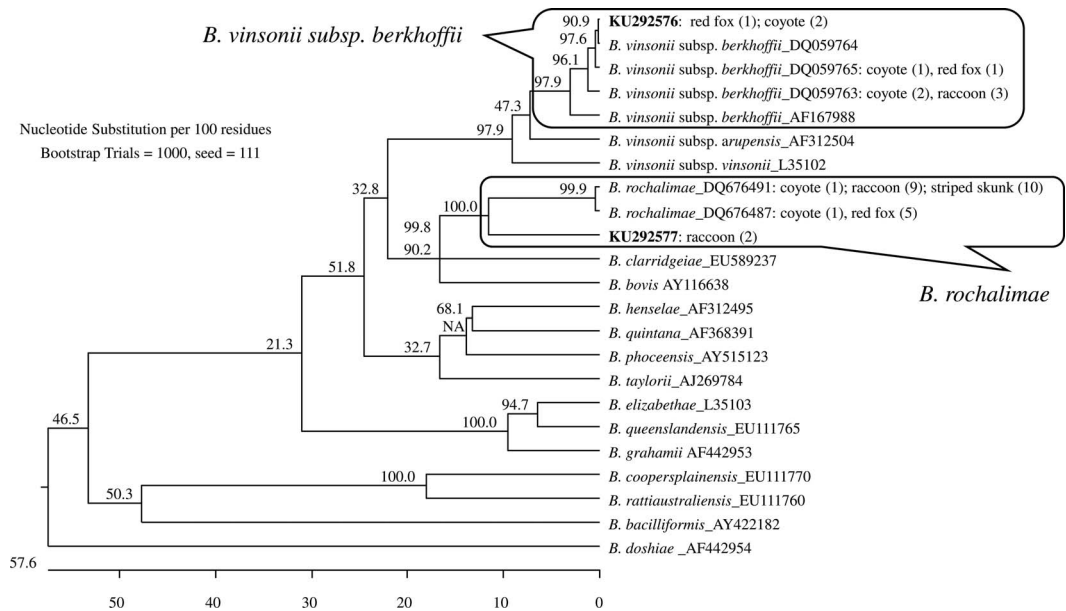 B. vinsonii subsp. berkhoffii
Nucleotide Substitution per 100 residues
Bootstrap Trials = 1000, seed = 111
90.9
KU292576: red fox (1); coyote (2)
97.6
B. vinsonii subsp. berkhoffii_DQ059764
96.1
B. vinsonii subsp. berkhoffii_DQ059765: coyote (1), red fox (1)
97.9
B. vinsonii subsp. berkhoffii_DQ059763: coyote (2), raccoon (3)
47.3
B. vinsonii subsp. berkhoffii_AF167988
97.9
B. vinsonii subsp. arupensis_AF312504
B. vinsonii subsp. vinsonii_L35102
32.8
99.9
B. rochalimae_DQ676491: coyote (1); raccoon (9); striped skunk (10)
100.0
B. rochalimae_DQ676487: coyote (1), red fox (5)
99.8
KU292577: raccoon (2)
90.2
B. clarridgeiae_EU589237
51.8
B. bovis AY116638
B. rochalimae
68.1
B. henselae_AF312495
NA
B. quintana_AF368391
21.3
32.7
B. phoceensis_AY515123
B. taylorii_AJ269784
46.5
94.7
B. elizabethae_L35103
100.0
B. queenslandensis_EU111765
B. grahamii AF442953
100.0
B. coopersplainensis_EU111770
50.3
B. rattiaustraliensis_EU111760
B. bacilliformis_AY422182
B. doshiae _AF442954
57.6
50 40 30 20 10 0